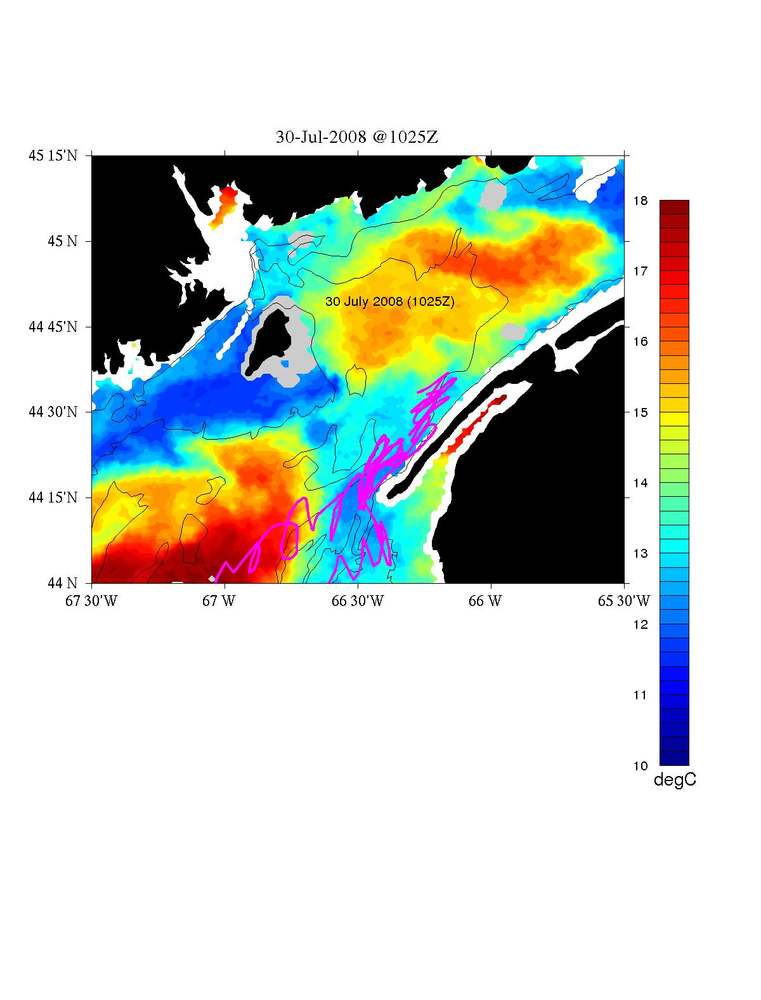 30-Jul-2008 @1025Z
45 15'N
45 N
44 45'N
44 30'N
44 15'N
44 N
30 July 2008 (1025Z)
67 30'W 67 W 66 30'W 66 W 65 30'W
18
17
16
15
14
13
12
11
10
degC